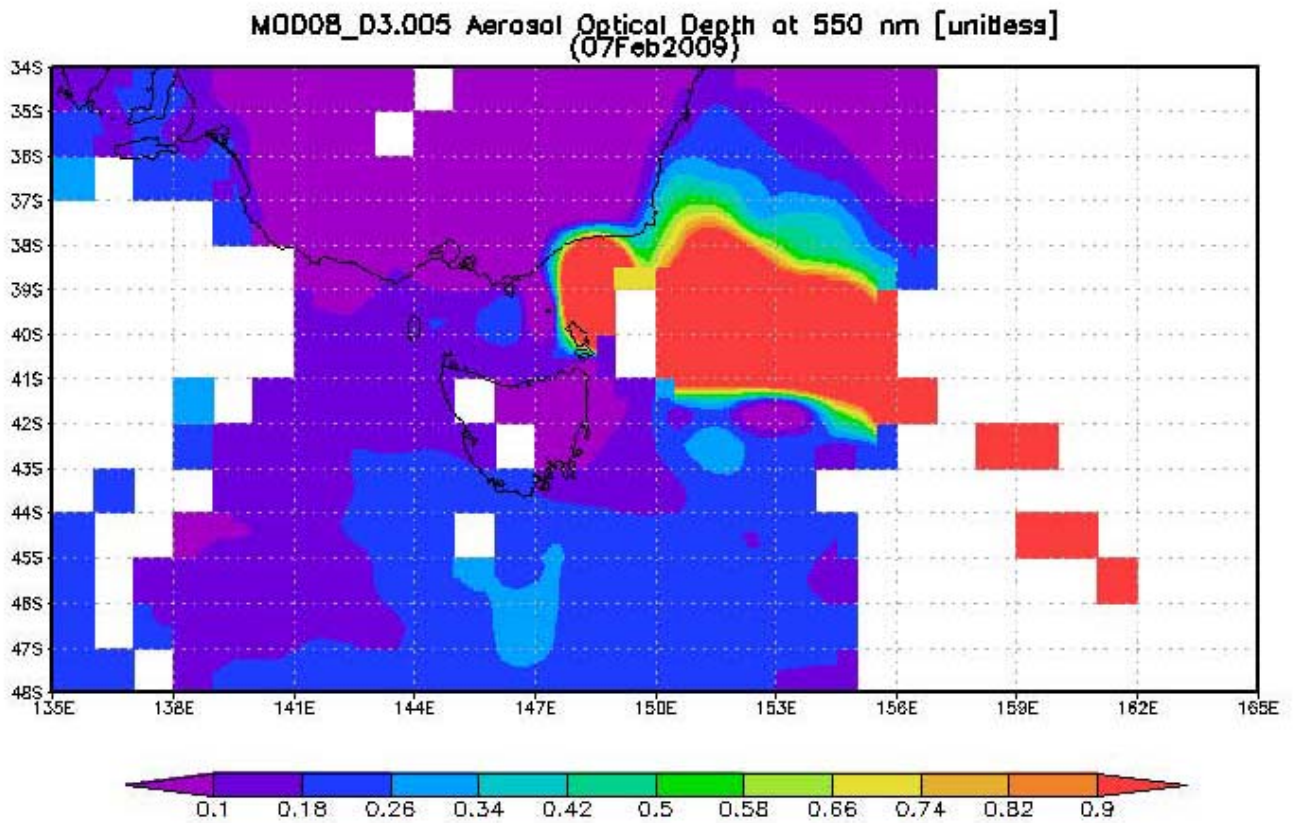 MOD08_D3.005 Aerosol Optical Depth at 550 nm [unitless]
(07Feb2009)
34S
35S
36S
37S
38S
39S
40S
41S
42S
43S
44S
45S
46S
47S
48S
135E 138E 141E 144E 147E 150E 153E 156E 159E 162E 165E
0.1 0.18 0.26 0.34 0.42 0.5 0.58 0.66 0.74 0.82 0.9